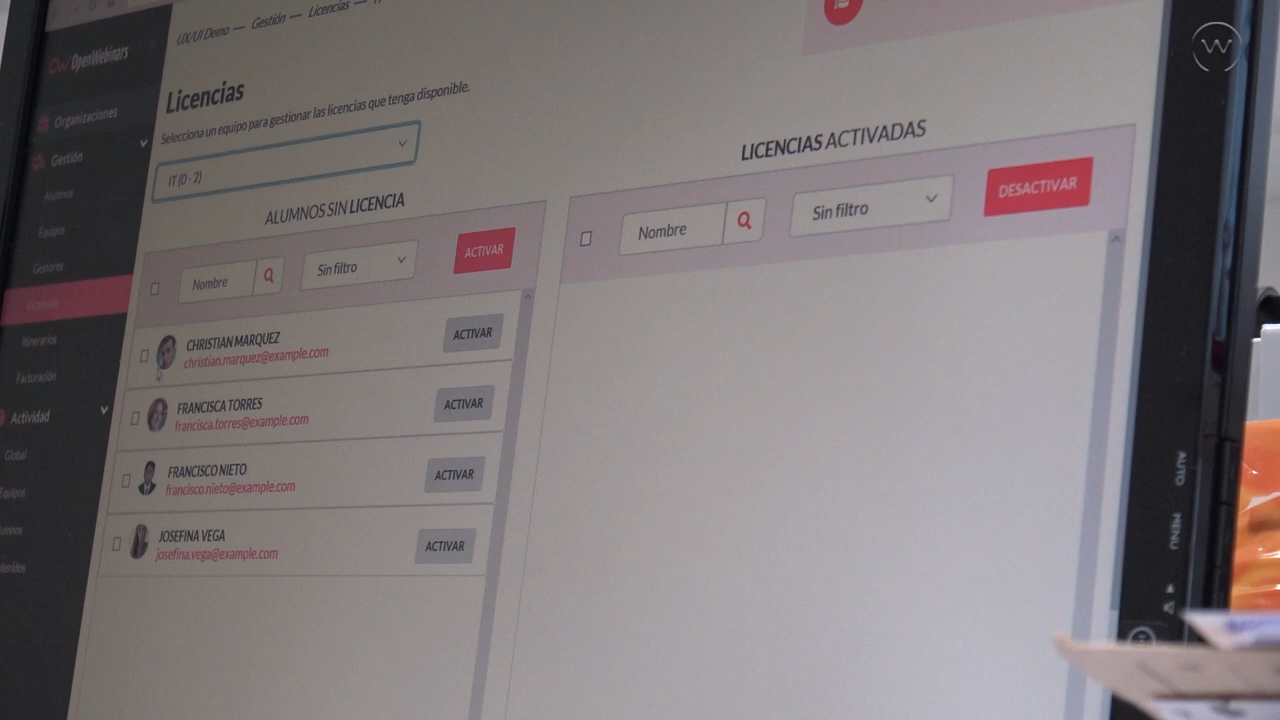 UX/UI Demo — Gestión — Licencias —
OpenWebinars
Organizaciones
Gestión
Alumnos
Equipos
Gestores
Licencias
Itinerarios
Facturación
Actividad
Global
Equipos
Licencias
Selecciona un equipo para gestionar las licencias que tenga disponible.
IT (0 - 2)
ALUMNOS SIN LICENCIA
Nombre
Sin filtro
ACTIVAR
CHRISTIAN MARQUEZ
christian.marquez@example.com
ACTIVAR
FRANCISCA TORRES
francisca.torres@example.com
ACTIVAR
FRANCISCO NIETO
francisco.nieto@example.com
ACTIVAR
JOSEFINA VEGA
josefina.vega@example.com
ACTIVAR
LICENCIAS ACTIVADAS
Nombre
Sin filtro
DESACTIVAR
W
AUTO
MENU